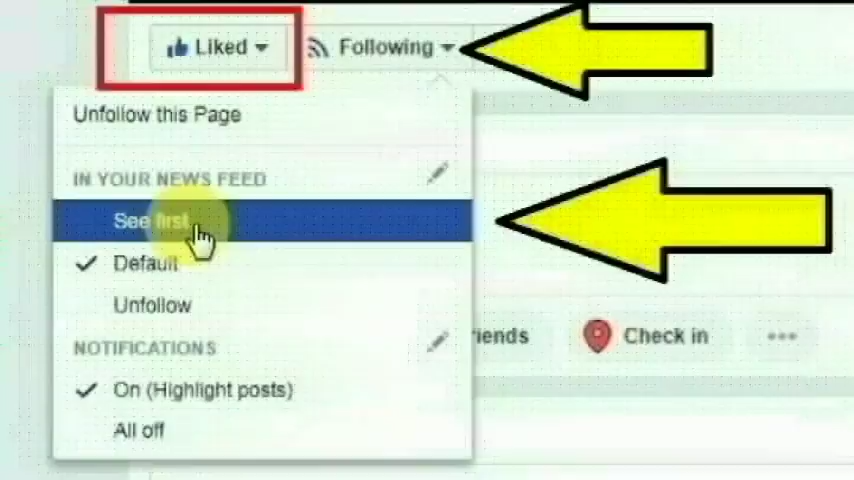 Liked Following
Unfollow this Page
IN YOUR NEWS FEED
See first
Default
Unfollow
riends Check in
NOTIFICATIONS
On (Highlight posts)
All off